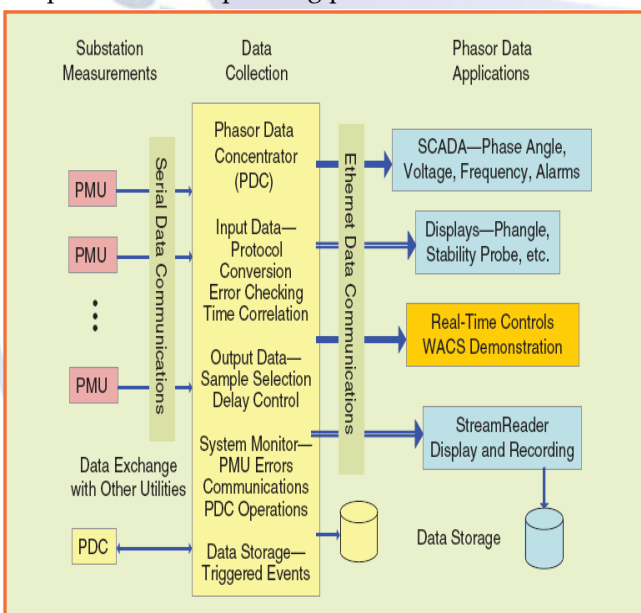 Substation
Measurements
Data
Collection
Phasor Data
Applications
PMU
PMU
PMU
Serial Data Communications
Data Exchange
with Other Utilities
PDC
Phasor Data
Concentrator
(PDC)
Input Data—
Protocol
Conversion
Error Checking
Time Correlation
Output Data—
Sample Selection
Delay Control
System Monitor—
PMU Errors
Communications
PDC Operations
Data Storage—
Triggered Events
Ethernet Data Communications
SCADA—Phase Angle,
Voltage, Frequency, Alarms
Displays—Phangle,
Stability Probe, etc.
Real-Time Controls
WACS Demonstration
StreamReader
Display and Recording
Data Storage